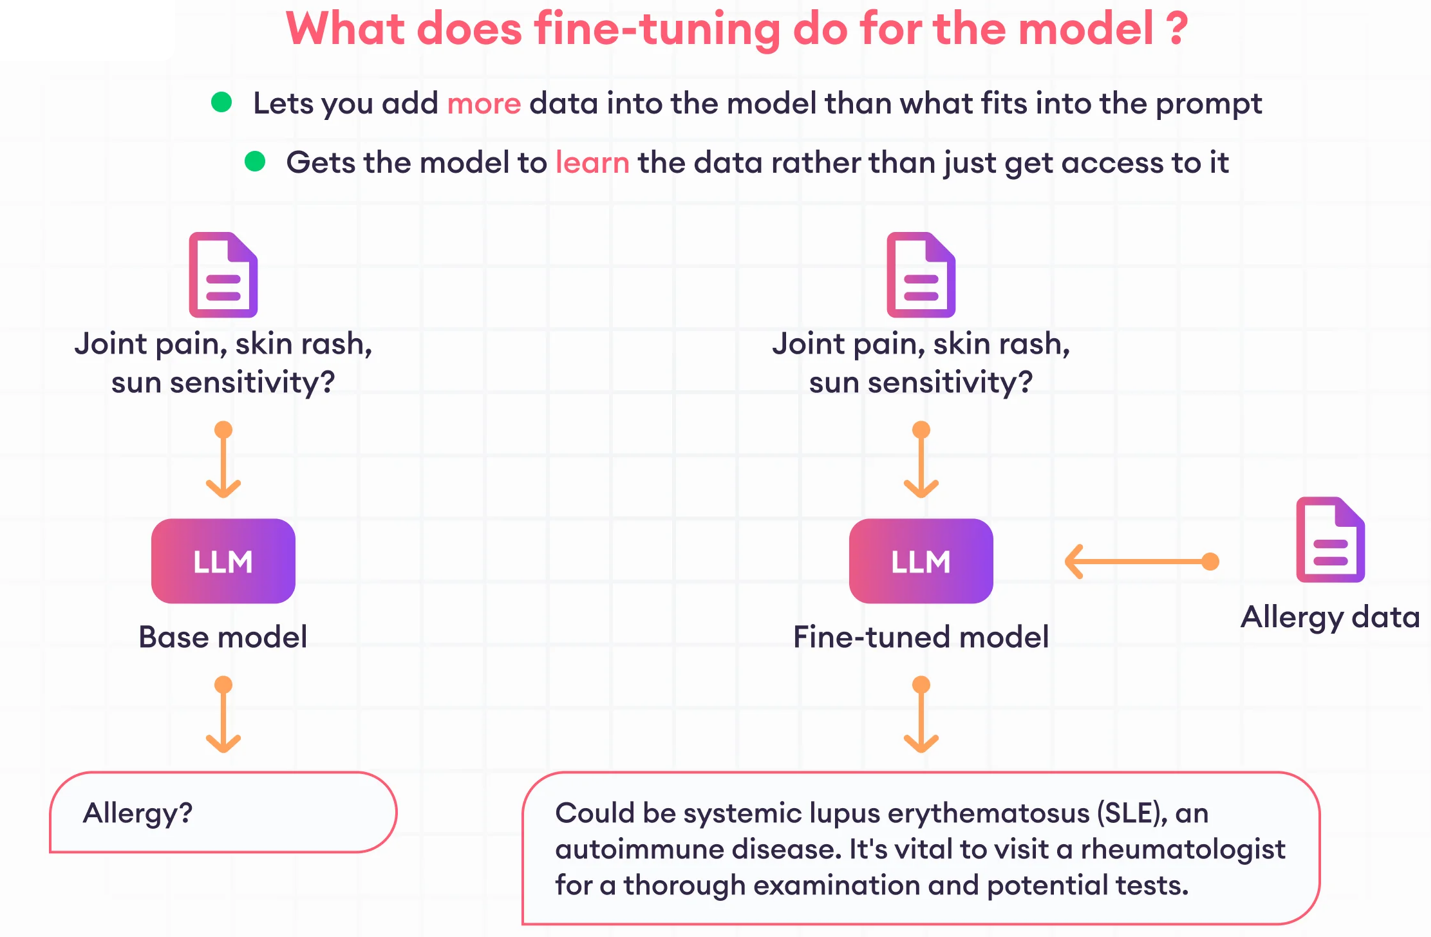 What does fine-tuning do for the model ?
Lets you add more data into the model than what fits into the prompt
Gets the model to learn the data rather than just get access to it
Joint pain, skin rash,
sun sensitivity?
LLM
Base model
Allergy?
Joint pain, skin rash,
sun sensitivity?
LLM
Fine-tuned model
Allergy data
Could be systemic lupus erythematosus (SLE), an
autoimmune disease. It's vital to visit a rheumatologist
for a thorough examination and potential tests.